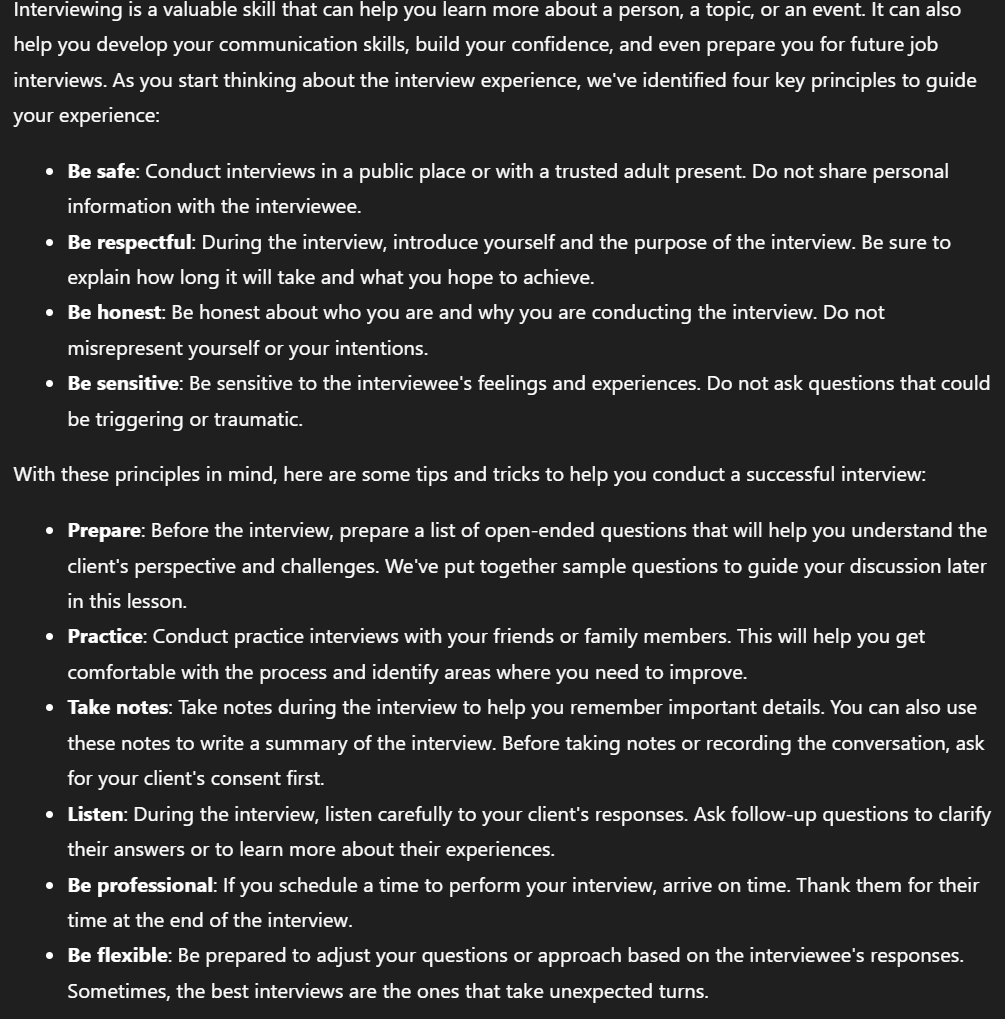 Interviewing is a valuable skill that can help you learn more about a person, a topic, or an event. It can also
help you develop your communication skills, build your confidence, and even prepare you for future job
interviews. As you start thinking about the interview experience, we've identified four key principles to guide
your experience:
• Be safe: Conduct interviews in a public place or with a trusted adult present. Do not share personal
information with the interviewee.
• Be respectful: During the interview, introduce yourself and the purpose of the interview. Be sure to
explain how long it will take and what you hope to achieve.
• Be honest: Be honest about who you are and why you are conducting the interview. Do not
misrepresent yourself or your intentions.
• Be sensitive: Be sensitive to the interviewee's feelings and experiences. Do not ask questions that could
be triggering or traumatic.
With these principles in mind, here are some tips and tricks to help you conduct a successful interview:
• Prepare: Before the interview, prepare a list of open-ended questions that will help you understand the
client's perspective and challenges. We've put together sample questions to guide your discussion later
in this lesson.
• Practice: Conduct practice interviews with your friends or family members. This will help you get
comfortable with the process and identify areas where you need to improve.
• Take notes: Take notes during the interview to help you remember important details. You can also use
these notes to write a summary of the interview. Before taking notes or recording the conversation, ask
for your client's consent first.
• Listen: During the interview, listen carefully to your client's responses. Ask follow-up questions to clarify
their answers or to learn more about their experiences.
• Be professional: If you schedule a time to perform your interview, arrive on time. Thank them for their
time at the end of the interview.
• Be flexible: Be prepared to adjust your questions or approach based on the interviewee's responses.
Sometimes, the best interviews are the ones that take unexpected turns.